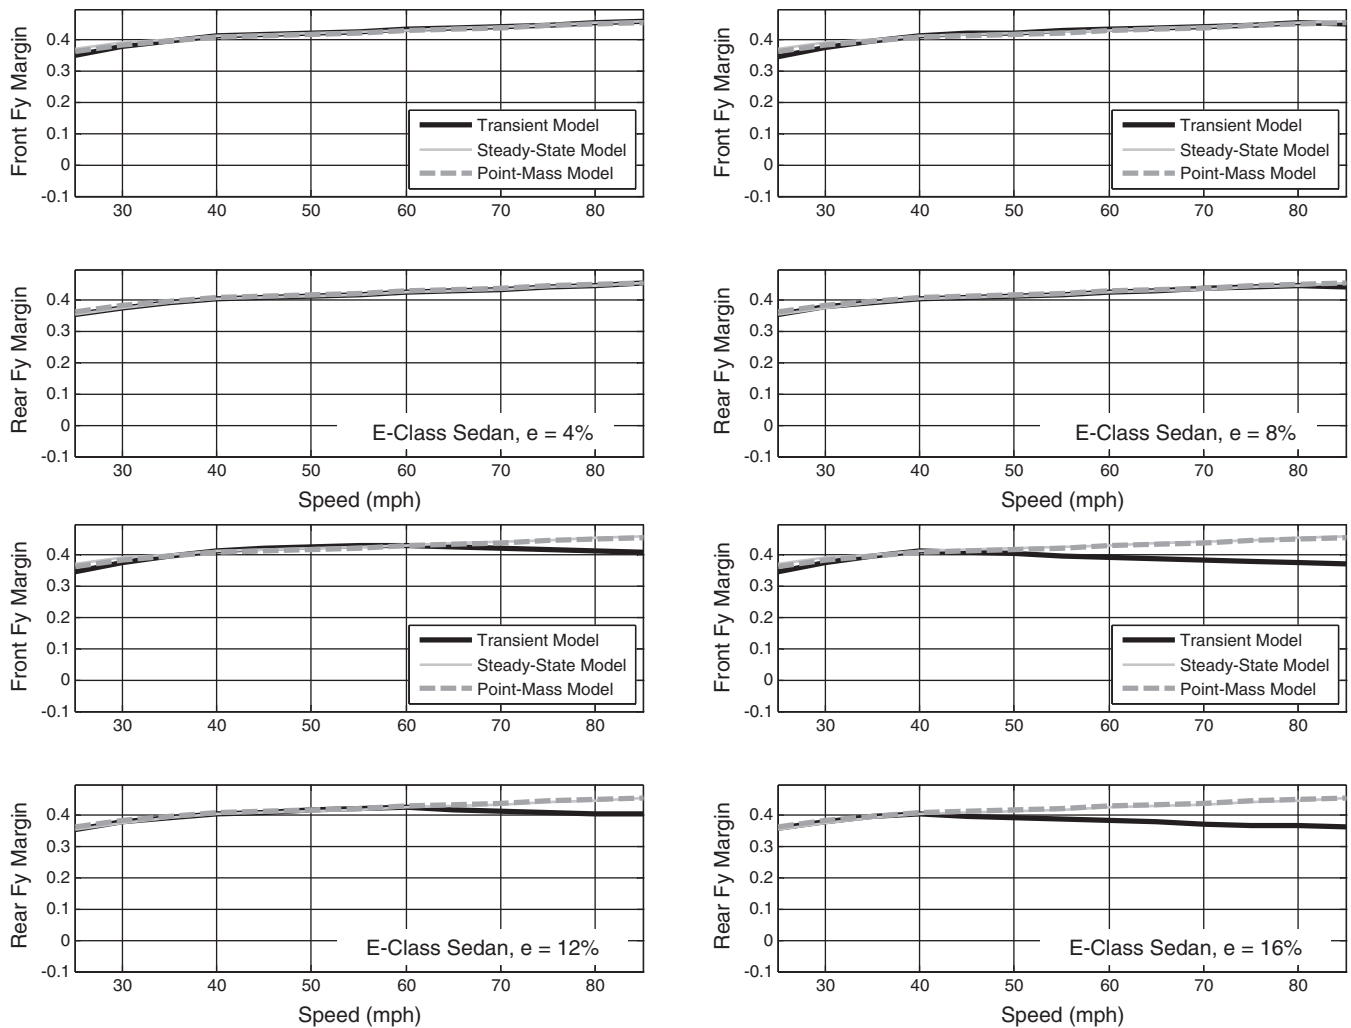 Front Fy Margin
0.4
0.3
0.2
0.1
0
-0.1
30 40 50 60 70 80
Transient Model
Steady-State Model
Point-Mass Model
Front Fy Margin
0.4
0.3
0.2
0.1
0
-0.1
30 40 50 60 70 80
Transient Model
Steady-State Model
Point-Mass Model
Rear Fy Margin
0.4
0.3
0.2
0.1
0
-0.1
E-Class Sedan, e = 4%
30 40 50 60 70 80
Speed (mph)
Rear Fy Margin
0.4
0.3
0.2
0.1
0
-0.1
E-Class Sedan, e = 8%
30 40 50 60 70 80
Speed (mph)
Front Fy Margin
0.4
0.3
0.2
0.1
0
-0.1
30 40 50 60 70 80
Transient Model
Steady-State Model
Point-Mass Model
Front Fy Margin
0.4
0.3
0.2
0.1
0
-0.1
30 40 50 60 70 80
Transient Model
Steady-State Model
Point-Mass Model
Rear Fy Margin
0.4
0.3
0.2
0.1
0
-0.1
E-Class Sedan, e = 12%
30 40 50 60 70 80
Speed (mph)
Rear Fy Margin
0.4
0.3
0.2
0.1
0
-0.1
E-Class Sedan, e = 16%
30 40 50 60 70 80
Speed (mph)